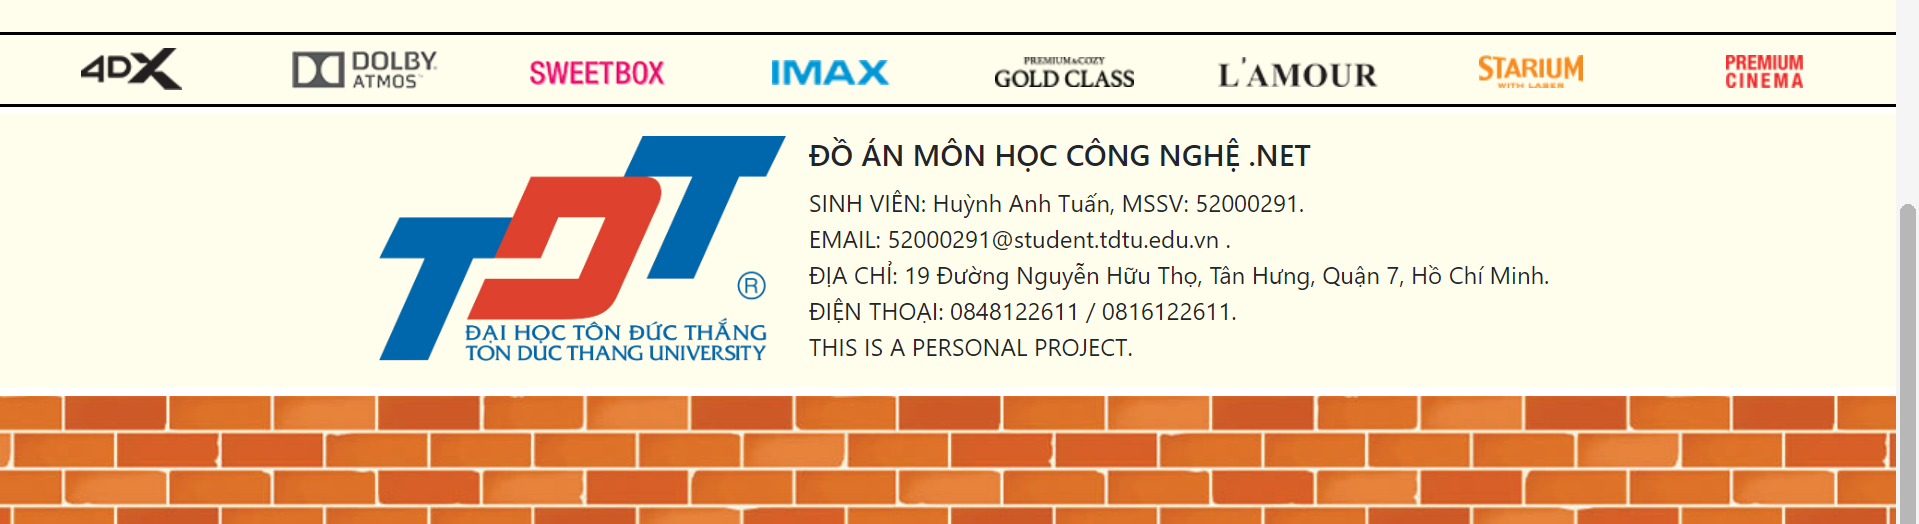 4DX
DOLBY
ATMOS™
SWEETBOX
IMAX
PREMIUM&COZY
GOLD CLASS
L'AMOUR
STARIUM
WITH LASER
PREMIUM
CINEMA
TDT
®
ĐẠI HỌC TÔN ĐỨC THẮNG
TON DUC THANG UNIVERSITY
ĐỒ ÁN MÔN HỌC CÔNG NGHỆ .NET
SINH VIÊN: Huỳnh Anh Tuấn, MSSV: 52000291.
EMAIL: 52000291@student.tdtu.edu.vn .
ĐỊA CHỈ: 19 Đường Nguyễn Hữu Thọ, Tân Hưng, Quận 7, Hồ Chí Minh.
ĐIỆN THOẠI: 0848122611 / 0816122611.
THIS IS A PERSONAL PROJECT.